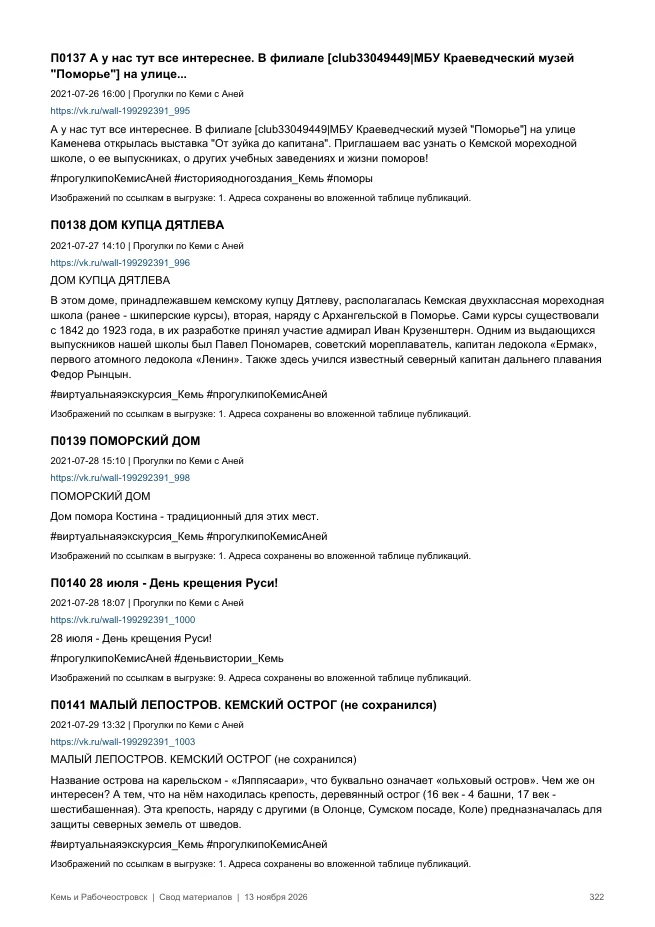 П0137 А у нас тут все интереснее. В филиале [club33049449|МБУ Краеведческий музей
"Поморье"] на улице...
2021-07-26 16:00 | Прогулки по Кеми с Аней
https://vk.ru/wall-199292391_995
А у нас тут все интереснее. В филиале [club33049449|МБУ Краеведческий музей "Поморье"] на улице
Каменева открылась выставка "От зуйка до капитана". Приглашаем вас узнать о Кемской мореходной
школе, о ее выпускниках, о других учебных заведениях и жизни поморов!
#прогулкипоКемисАней #историяодногоздания_Кемь #поморы
Изображений по ссылкам в выгрузке: 1. Адреса сохранены во вложенной таблице публикаций.
П0138 ДОМ КУПЦА ДЯТЛЕВА
2021-07-27 14:10 | Прогулки по Кеми с Аней
https://vk.ru/wall-199292391_996
ДОМ КУПЦА ДЯТЛЕВА
В этом доме, принадлежавшем кемскому купцу Дятлеву, располагалась Кемская двухклассная мореходная
школа (ранее - шкиперские курсы), вторая, наряду с Архангельской в Поморье. Сами курсы существовали
с 1842 до 1923 года, в их разработке принял участие адмирал Иван Крузенштерн. Одним из выдающихся
выпускников нашей школы был Павел Пономарев, советский мореплаватель, капитан ледокола «Ермак»,
первого атомного ледокола «Ленин». Также здесь учился известный северный капитан дальнего плавания
Федор Рынцын.
#виртуальнаяэкскурсия_Кемь #прогулкипоКемисАней
Изображений по ссылкам в выгрузке: 1. Адреса сохранены во вложенной таблице публикаций.
П0139 ПОМОРСКИЙ ДОМ
2021-07-28 15:10 | Прогулки по Кеми с Аней
https://vk.ru/wall-199292391_998
ПОМОРСКИЙ ДОМ
Дом помора Костина - традиционный для этих мест.
#виртуальнаяэкскурсия_Кемь #прогулкипоКемисАней
Изображений по ссылкам в выгрузке: 1. Адреса сохранены во вложенной таблице публикаций.
П0140 28 июля - День крещения Руси!
2021-07-28 18:07 | Прогулки по Кеми с Аней
https://vk.ru/wall-199292391_1000
28 июля - День крещения Руси!
#прогулкипоКемисАней #деньвистории_Кемь
Изображений по ссылкам в выгрузке: 9. Адреса сохранены во вложенной таблице публикаций.
П0141 МАЛЫЙ ЛЕПОСТРОВ. КЕМСКИЙ ОСТРОГ (не сохранился)
2021-07-29 13:32 | Прогулки по Кеми с Аней
https://vk.ru/wall-199292391_1003
МАЛЫЙ ЛЕПОСТРОВ. КЕМСКИЙ ОСТРОГ (не сохранился)
Название острова на карельском - «Ляппясаари», что буквально означает «ольховый остров». Чем же он
интересен? А тем, что на нём находилась крепость, деревянный острог (16 век - 4 башни, 17 век -
шестибашенная). Эта крепость, наряду с другими (в Олонце, Сумском посаде, Коле) предназначалась для
защиты северных земель от шведов.
#виртуальнаяэкскурсия_Кемь #прогулкипоКемисАней
Изображений по ссылкам в выгрузке: 1. Адреса сохранены во вложенной таблице публикаций.
Кемь и Рабочеостровск | Свод материалов | 13 ноября 2026 322